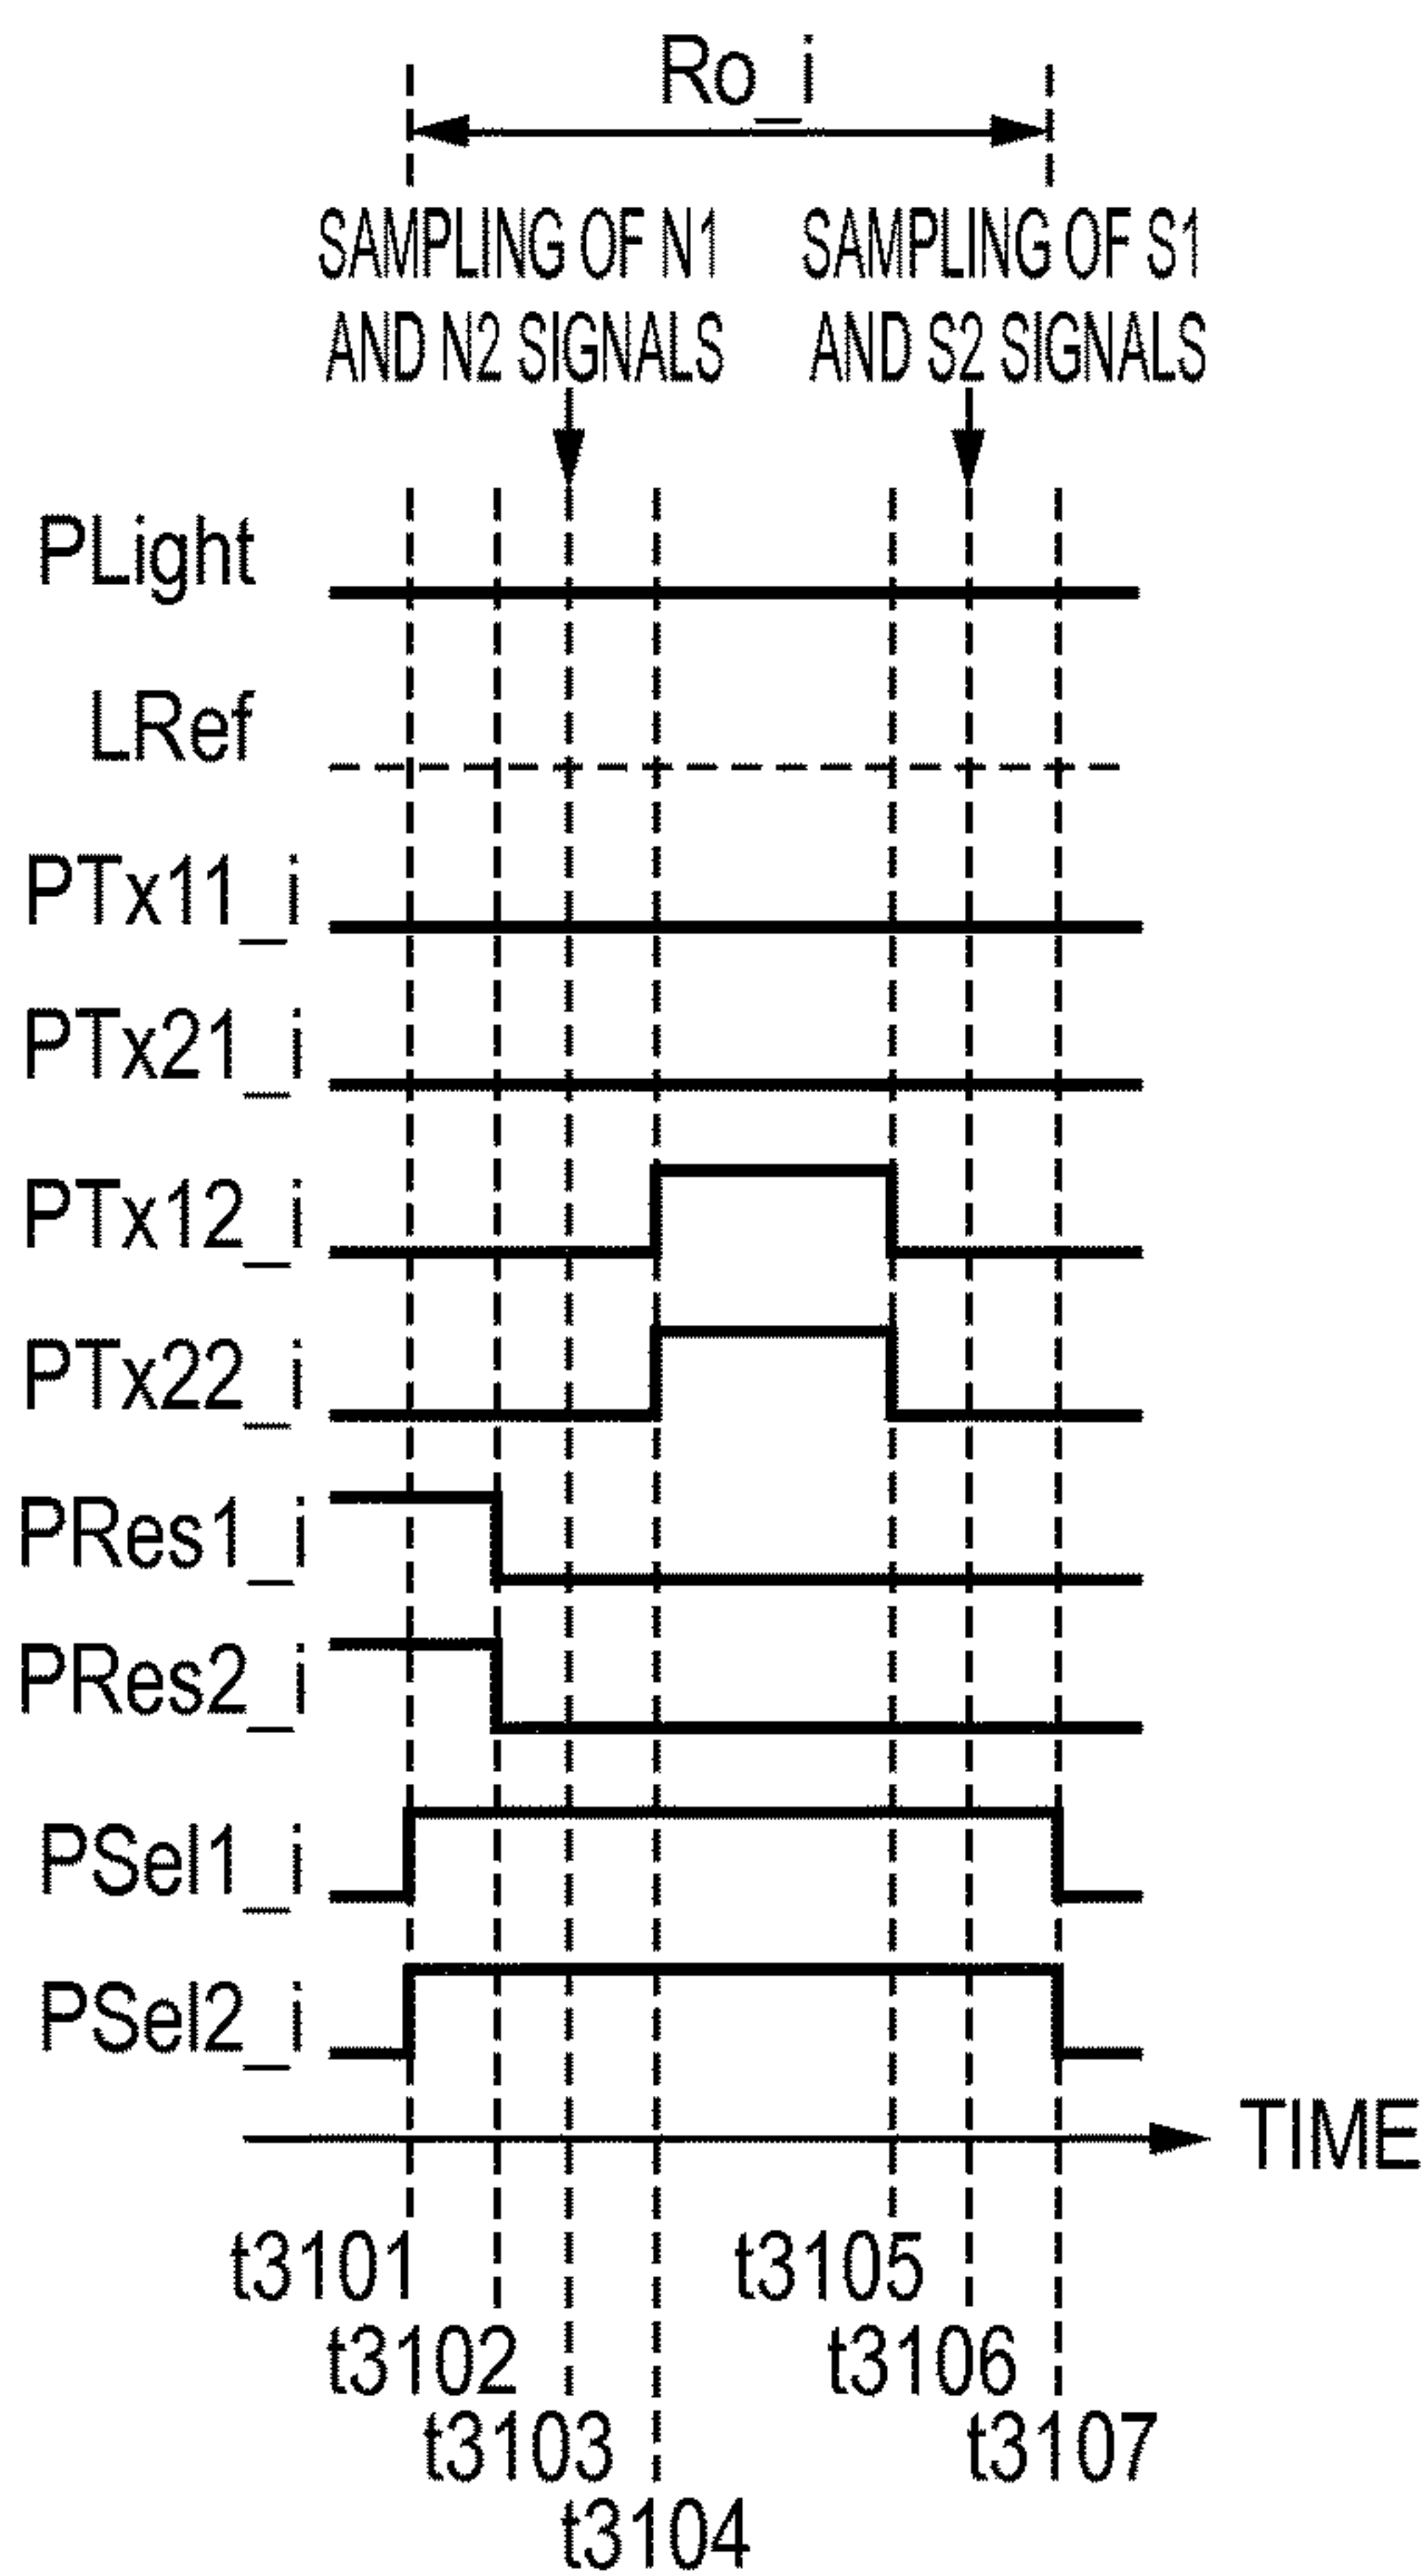 Ro_i
SAMPLING OF N1
AND N2 SIGNALS
SAMPLING OF S1
AND S2 SIGNALS
PLight
LRef
PTx11_i
PTx21_i
PTx12_i
PTx22_i
PRes1_i
PRes2_i
PSel1_i
PSel2_i
TIME
t3101
t3102
t3103
t3104
t3105
t3106
t3107